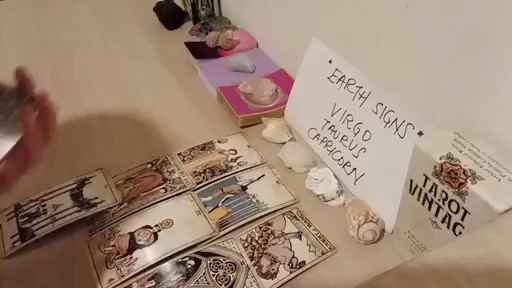 *EARTH SIGNS*
VIRGO
TAURUS
CAPRICORN
TAROT
VINTAG